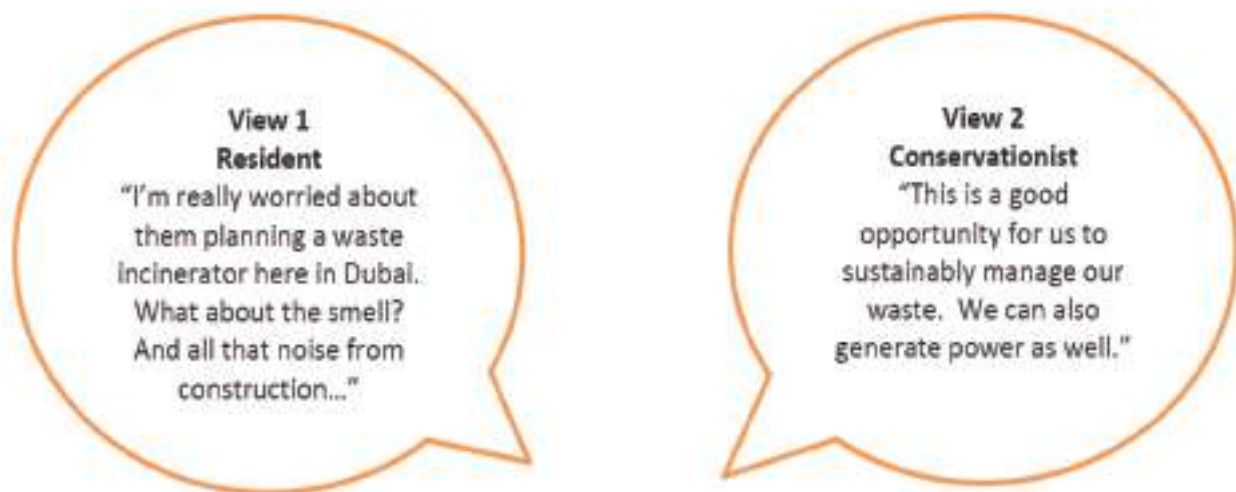 View 1
Resident
“I’m really worried about
them planning a waste
incinerator here in Dubai.
What about the smell?
And all that noise from
construction…”
View 2
Conservationist
“This is a good
opportunity for us to
sustainably manage our
waste.  We can also
generate power as well.”